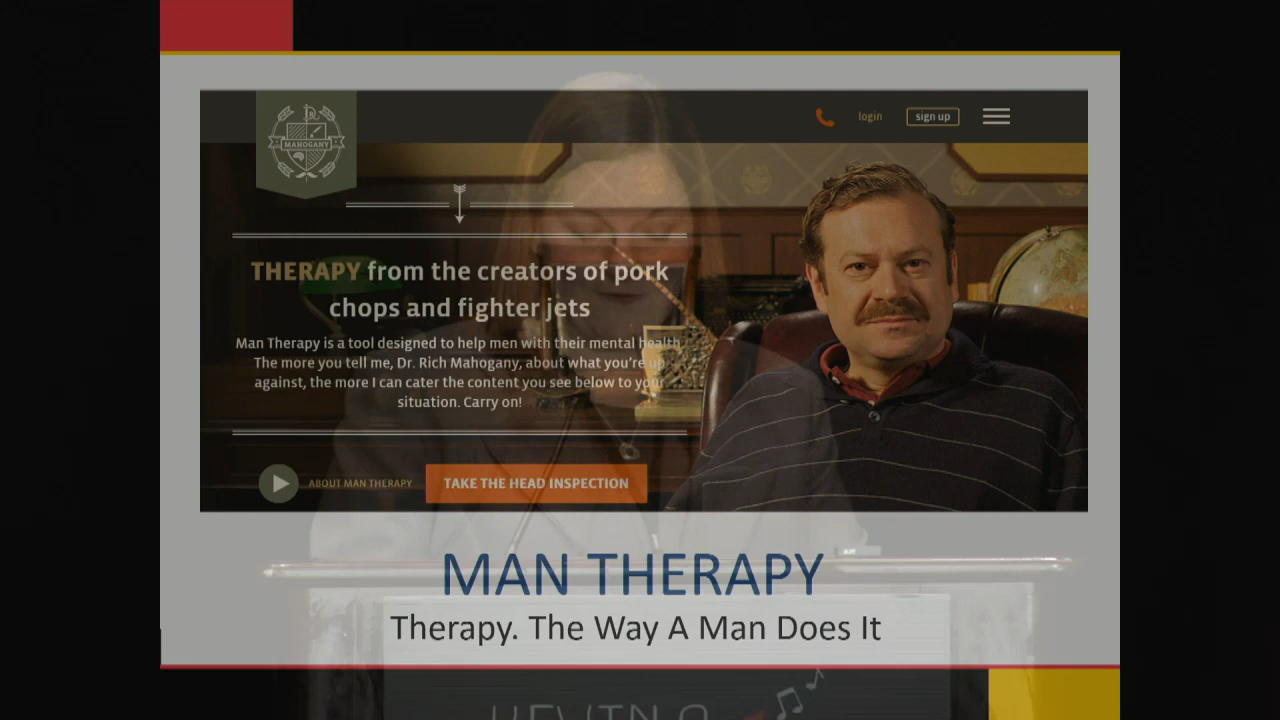 MAHOGANY
login
sign up
THERAPY from the creators of pork
chops and fighter jets
Man Therapy is a tool designed to help men with their mental health
The more you tell me, Dr. Rich Mahogany, about what you're up
against, the more I can cater the content you see below to your
situation. Carry on!
ABOUT MAN THERAPY
TAKE THE HEAD INSPECTION
MAN THERAPY
Therapy. The Way A Man Does It